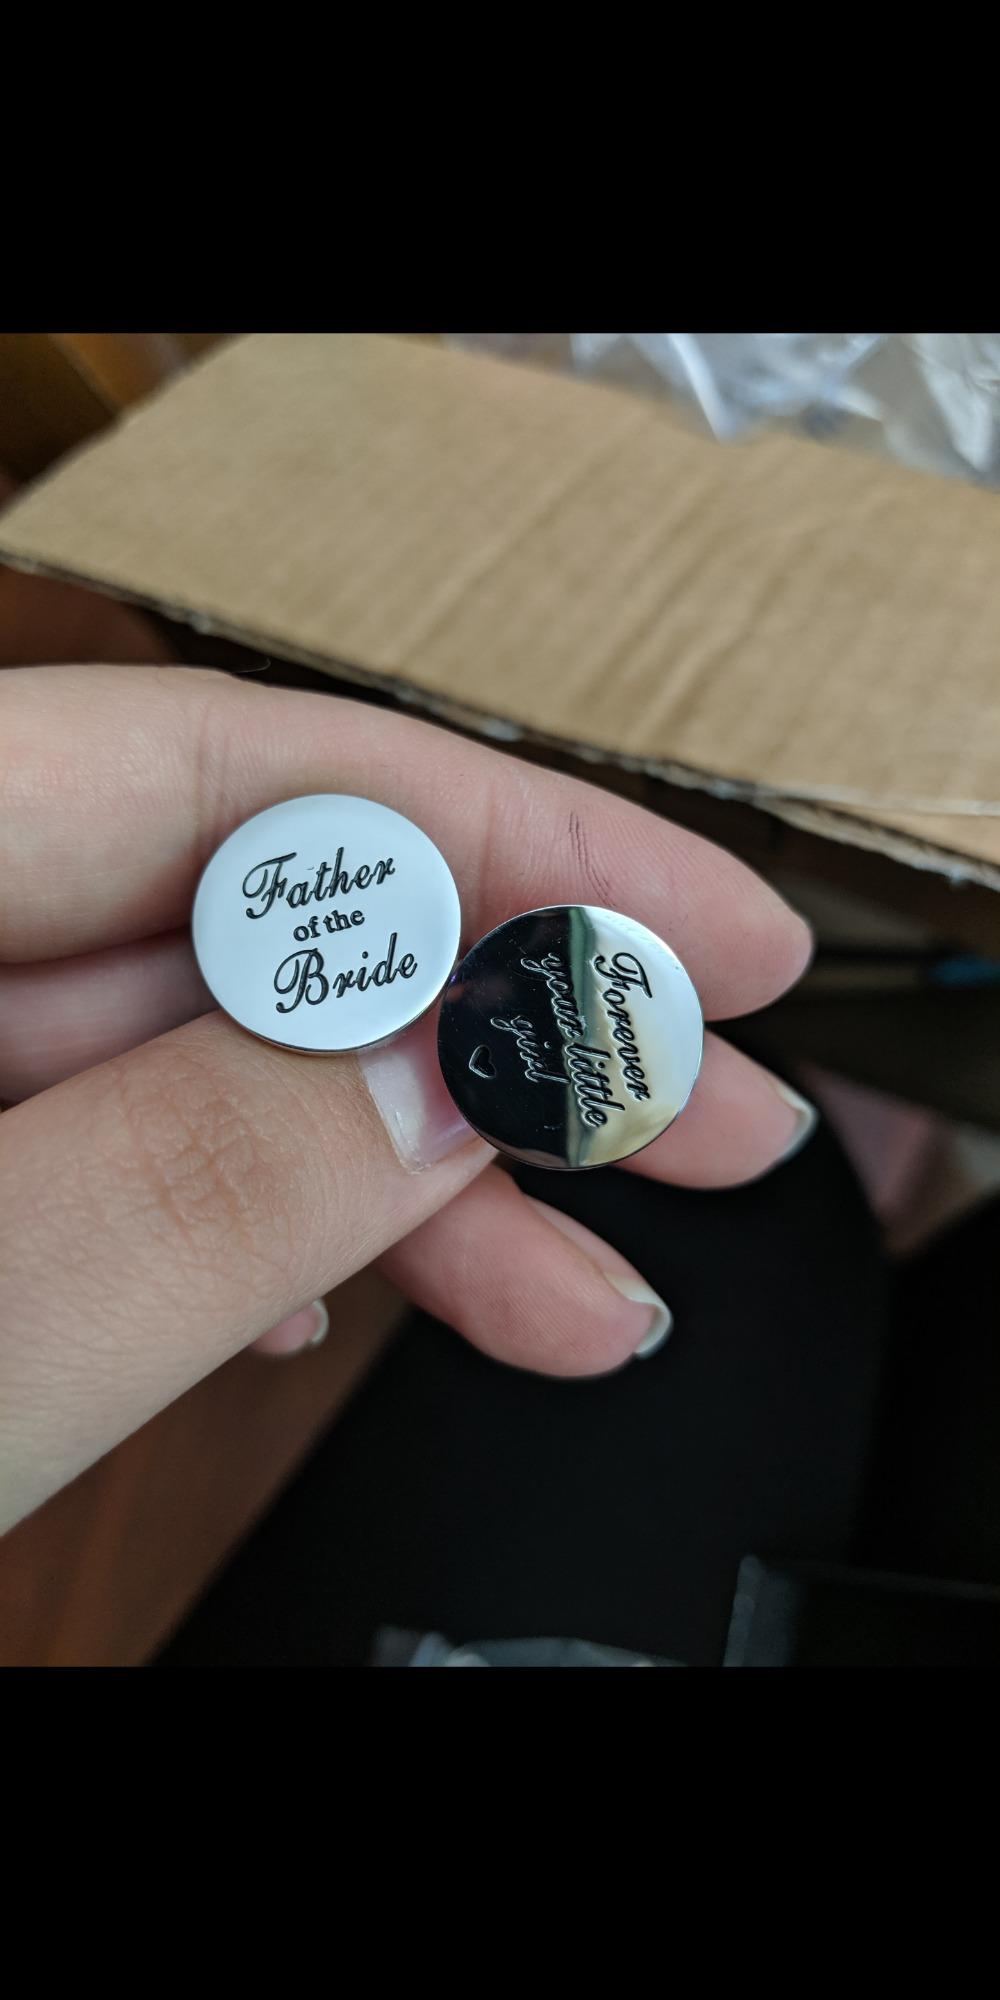 Father
of the
Bride
Forever
your little
girl